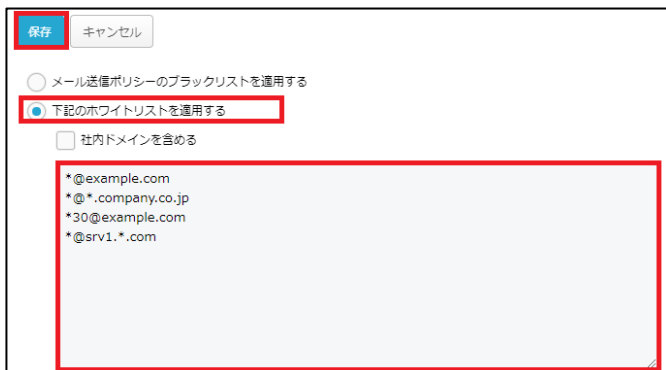 保存 キャンセル
メール送信ポリシーのブラックリストを適用する
下記のホワイトリストを適用する
社内ドメインを含める
*@example.com
*@*.company.co.jp
*30@example.com
*@srv1.*.com